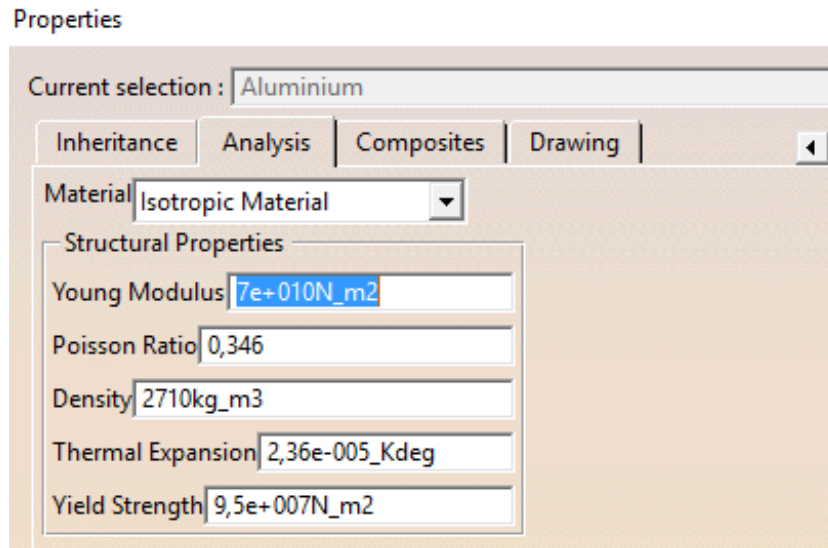 Properties
Current selection : Aluminium
Inheritance Analysis Composites Drawing
Material Isotropic Material
Structural Properties
Young Modulus 7e+010N_m2
Poisson Ratio 0,346
Density 2710kg_m3
Thermal Expansion 2,36e-005_Kdeg
Yield Strength 9,5e+007N_m2